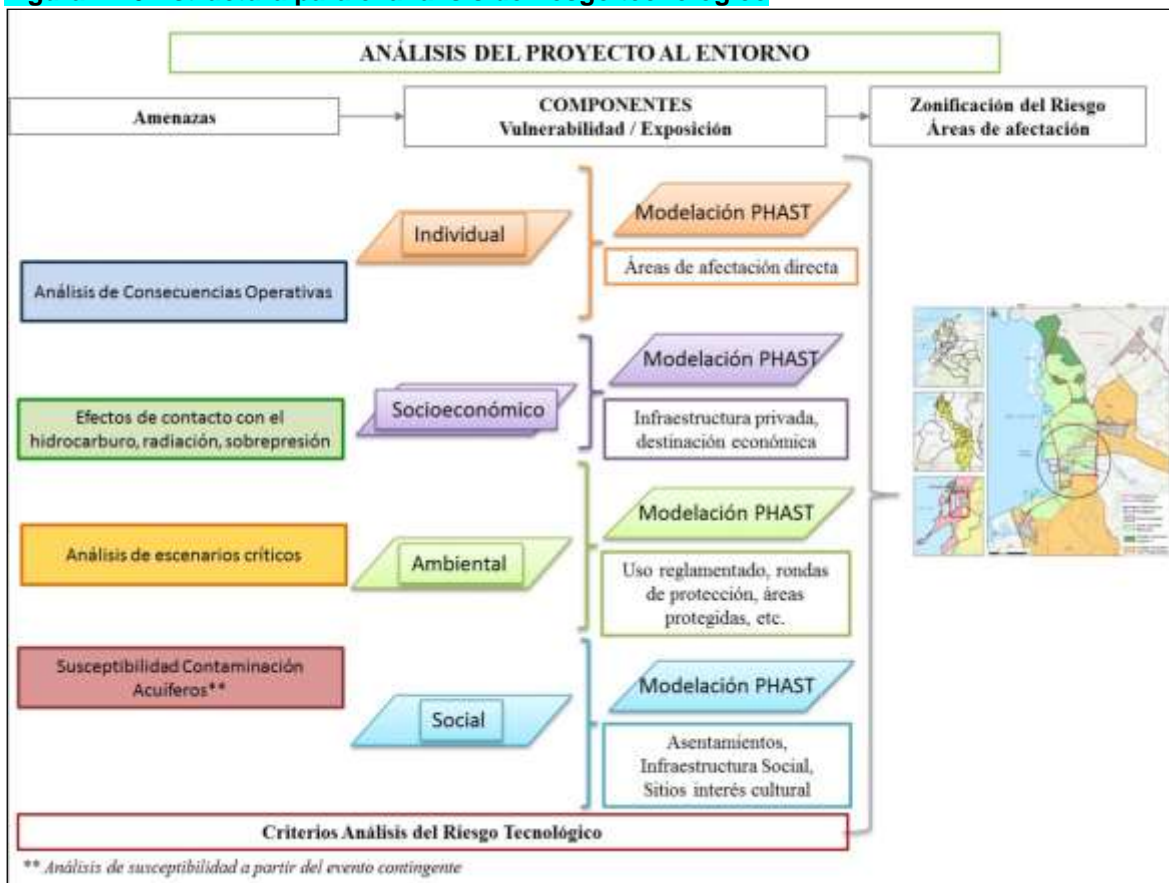 ANÁLISIS DEL PROYECTO AL ENTORNO
Amenazas
COMPONENTES
Vulnerabilidad / Exposición
Zonificación del Riesgo
Áreas de afectación
Individual
Modelación PHAST
Áreas de afectación directa
Análisis de Consecuencias Operativas
Socioeconómico
Modelación PHAST
Infraestructura privada,
destinación económica
Efectos de contacto con el
hidrocarburo, radiación, sobrepresión
Ambiental
Modelación PHAST
Uso reglamentado, rondas
de protección, áreas
protegidas, etc.
Análisis de escenarios críticos
Susceptibilidad Contaminación
Acuíferos**
Social
Modelación PHAST
Asentamientos,
Infraestructura Social,
Sitios interés cultural
Criterios Análisis del Riesgo Tecnológico
** Análisis de susceptibilidad a partir del evento contingente